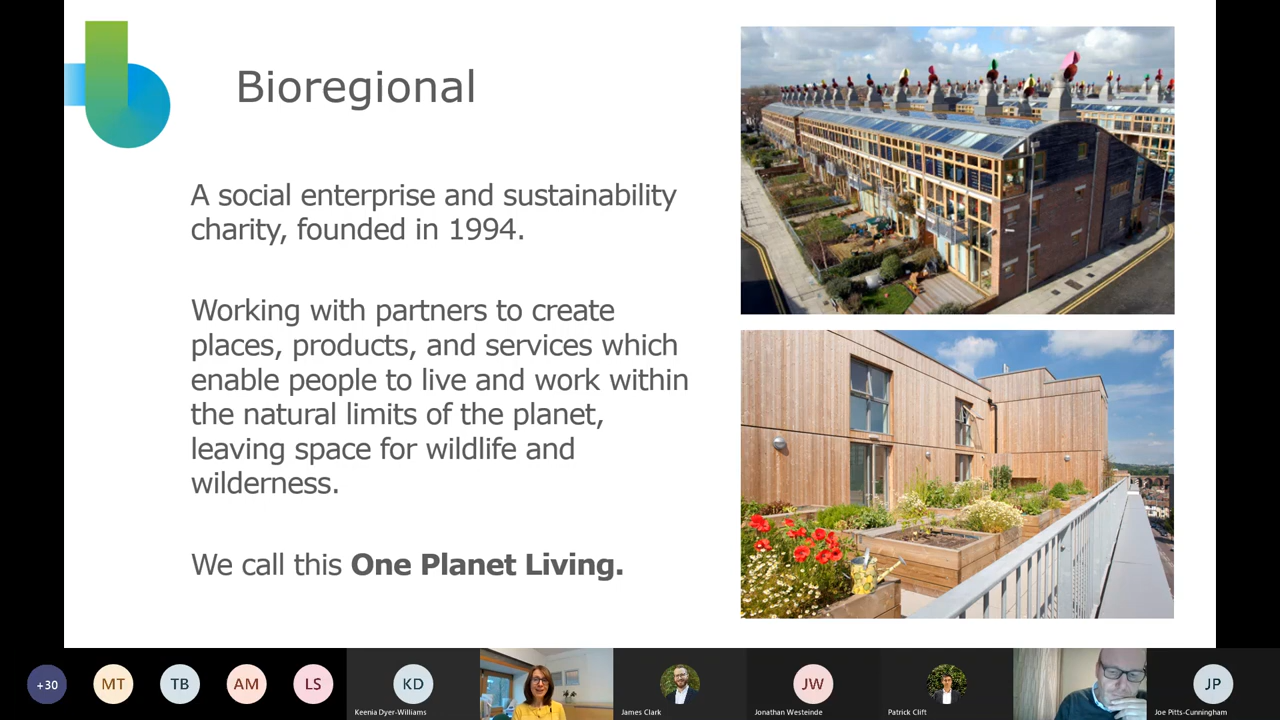 Bioregional
A social enterprise and sustainability
charity, founded in 1994.
Working with partners to create
places, products, and services which
enable people to live and work within
the natural limits of the planet,
leaving space for wildlife and
wilderness.
We call this One Planet Living.
+30
MT
TB
AM
LS
KD
Keenia Dyer-Williams
James Clark
JW
Jonathan Westeinde
Patrick Clift
JP
Joe Pitts-Cunningham